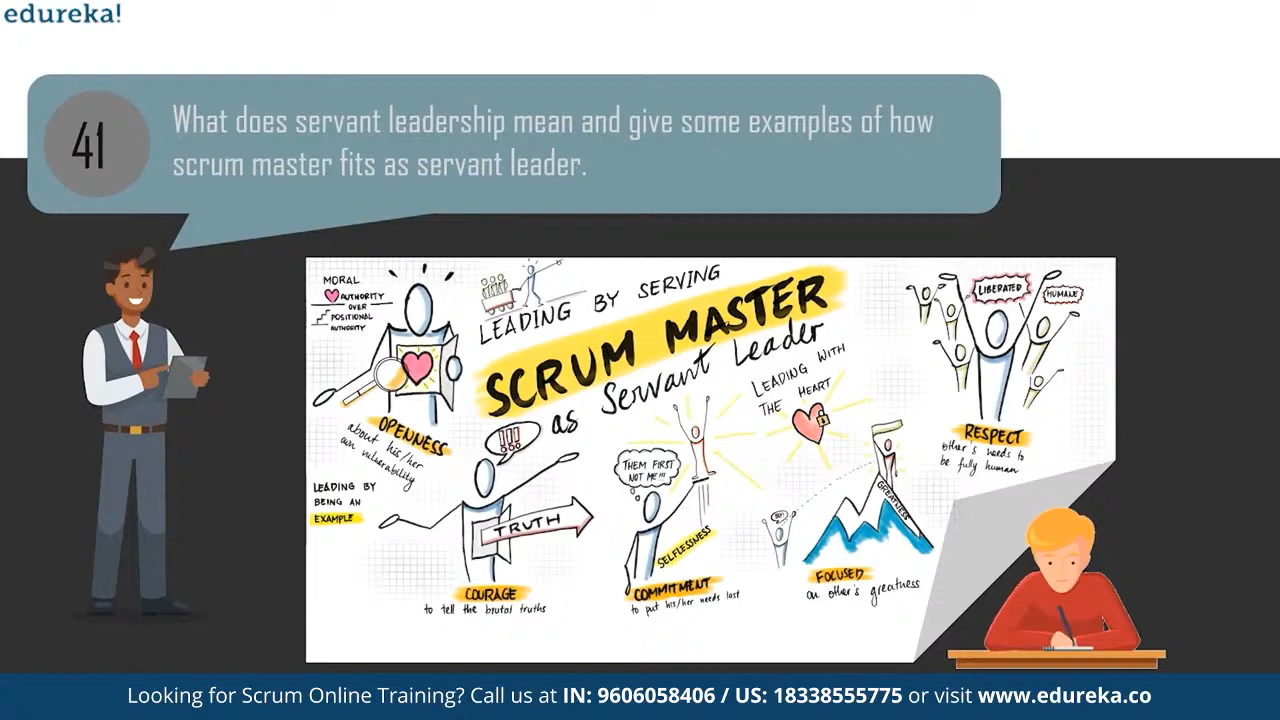 edureka!
41
What does servant leadership mean and give some examples of how
scrum master fits as servant leader.
MORAL
AUTHORITY
OVER
POSITIONAL
AUTHORITY
LEADING BY SERVING
SCRUM MASTER
as Servant Leader
LEADING WITH
THE HEART
LIBERATED
HUMANE
OPENNESS
about his/her
own vulnerability
LEADING BY
BEING AN
EXAMPLE
!!!
TRUTH
COURAGE
to tell the brutal truths
THEM FIRST
NOT ME!!!
SELFLESSNESS
COMMITMENT
to put his/her needs last
GREATNESS
FOCUSED
on other's greatness
RESPECT
other's needs to
be fully human
Looking for Scrum Online Training? Call us at IN: 9606058406 / US: 18338555775 or visit www.edureka.co